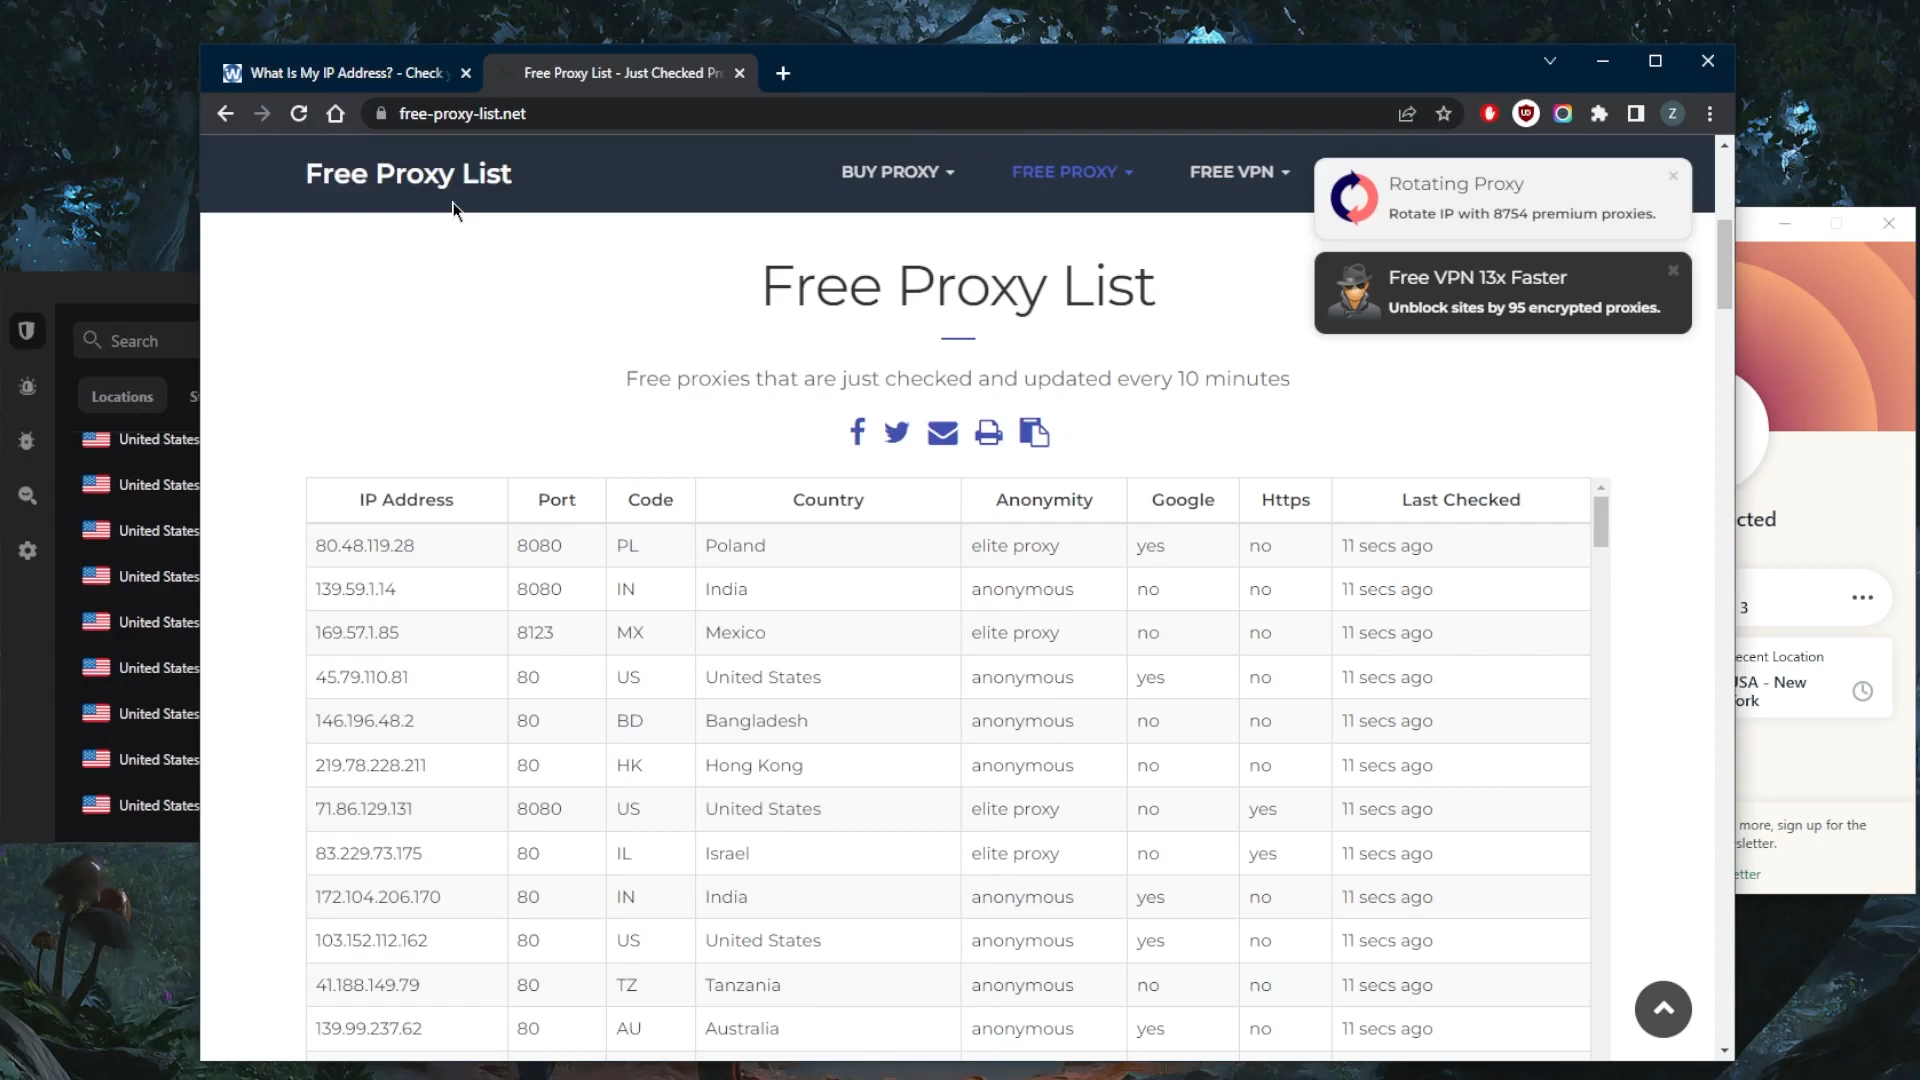 What Is My IP Address? - Check
Free Proxy List - Just Checked Pr
free-proxy-list.net
Z
Free Proxy List
BUY PROXY
FREE PROXY
FREE VPN
Rotating Proxy
Rotate IP with 8754 premium proxies.
Free VPN 13x Faster
Unblock sites by 95 encrypted proxies.
Free Proxy List
Free proxies that are just checked and updated every 10 minutes
IP Address Port Code Country Anonymity Google Https Last Checked
80.48.119.28 8080 PL Poland elite proxy yes no 11 secs ago
139.59.1.14 8080 IN India anonymous no no 11 secs ago
169.57.1.85 8123 MX Mexico elite proxy no no 11 secs ago
45.79.110.81 80 US United States anonymous yes no 11 secs ago
146.196.48.2 80 BD Bangladesh anonymous no no 11 secs ago
219.78.228.211 80 HK Hong Kong anonymous no no 11 secs ago
71.86.129.131 8080 US United States elite proxy no yes 11 secs ago
83.229.73.175 80 IL Israel elite proxy no yes 11 secs ago
172.104.206.170 80 IN India anonymous yes no 11 secs ago
103.152.112.162 80 US United States anonymous yes no 11 secs ago
41.188.149.79 80 TZ Tanzania anonymous no no 11 secs ago
139.99.237.62 80 AU Australia anonymous yes no 11 secs ago
Search
Locations S
United States
United States
United States
United States
United States
United States
United States
United States
United States
cted
3
ecent Location
USA - New
ork
more, sign up for the
sletter.
etter